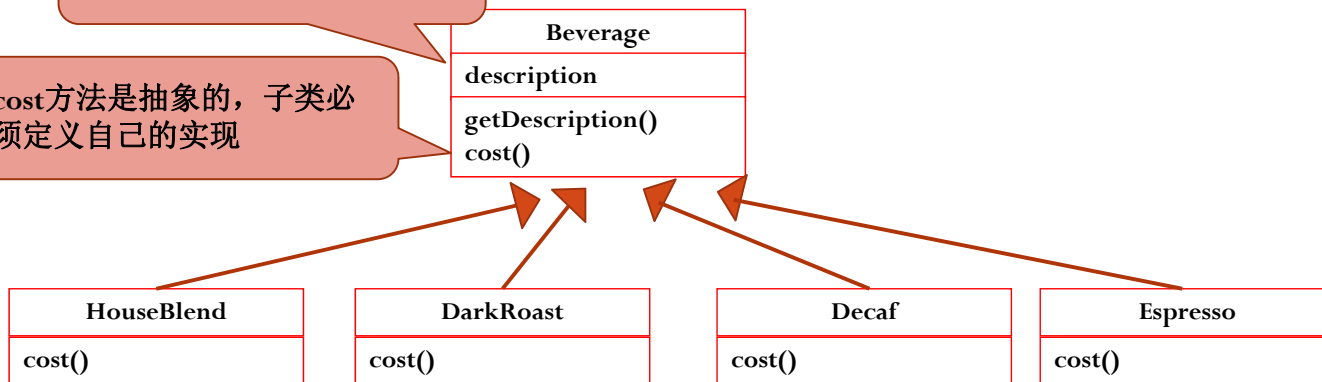 Beverage
description
cost方法是抽象的，子类必
须定义自己的实现
getDescription()
cost()
HouseBlend
DarkRoast
Decaf
Espresso
cost()
cost()
cost()
cost()